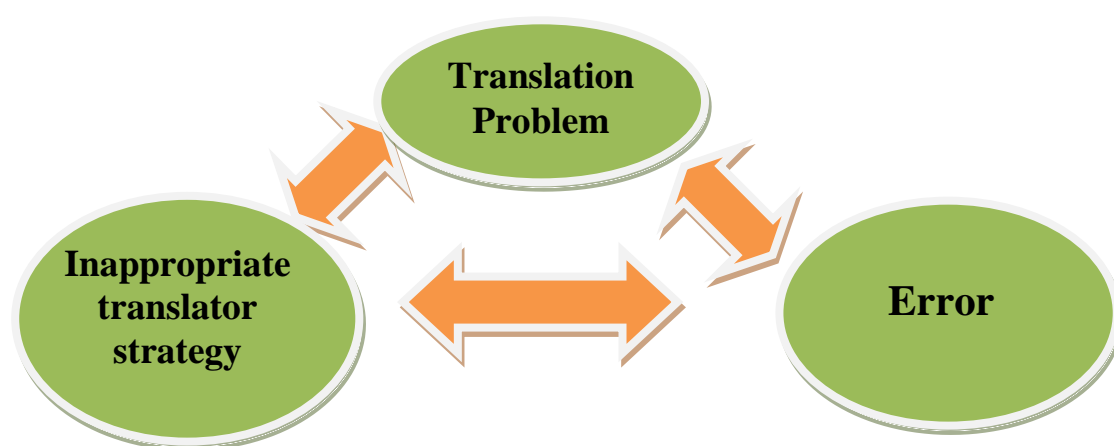 Translation
Problem
Inappropriate
translator
strategy
Error